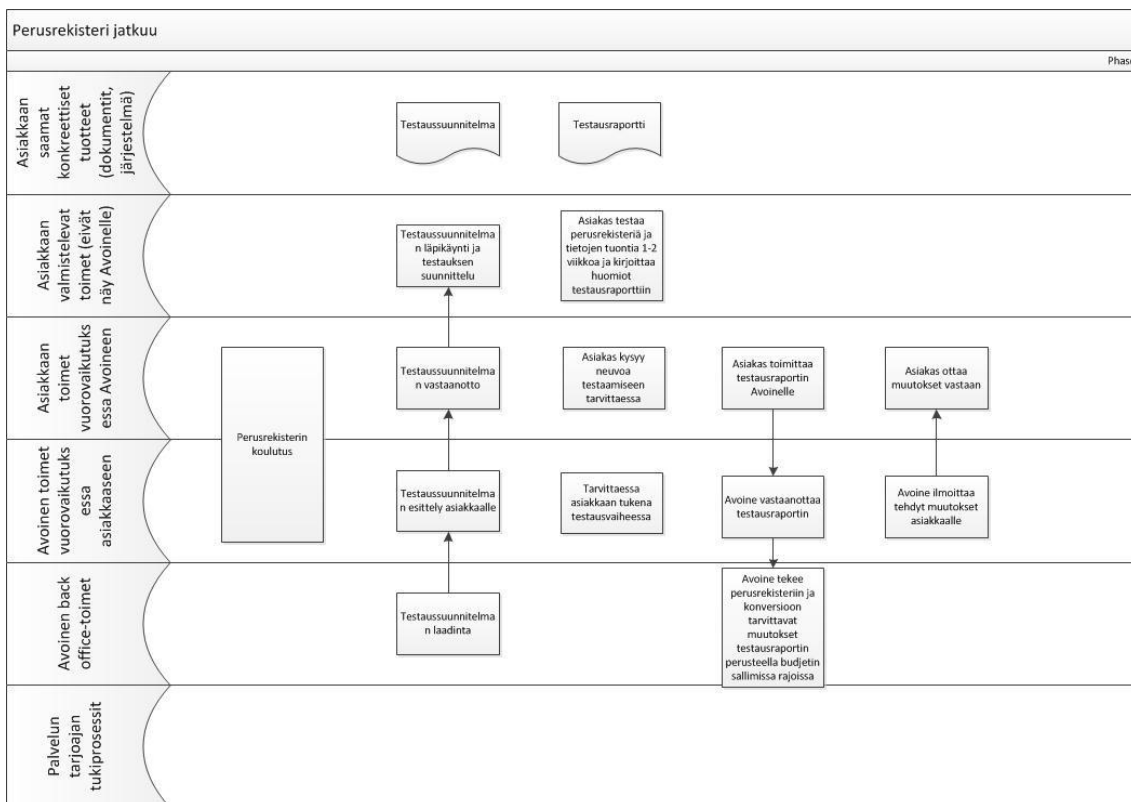 Perusrekisteri jatkuu
Phase
Asiakkaan
saamat
konkreettiset
tuotteet
(dokumentit,
järjestelmä)
Testaussuunnitelma
Testausraportti
Asiakkaan
valmistelevat
toimet (eivät
näy Avoinelle)
Testaussuunnitelma
n läpikäynti ja
testauksen
suunnittelu
Asiakas testaa
perusrekisteriä ja
tietojen tuontia 1-2
viikkoa ja kirjoittaa
huomiot
testausraporttiin
Asiakkaan
toimet
vuorovaikutuks
essa Avoineen
Testaussuunnitelma
n vastaanotto
Asiakas kysyy
neuvoa
testaamiseen
tarvittaessa
Asiakas toimittaa
testausraportin
Avoinelle
Asiakas ottaa
muutokset vastaan
Perusrekisterin
koulutus
Avoinen toimet
vuorovaikutuks
essa
asiakkaaseen
Testaussuunnitelma
n esittely asiakkaalle
Tarvittaessa
asiakkaan tukena
testausvaiheessa
Avoine vastaanottaa
testausraportin
Avoine ilmoittaa
tehdyt muutokset
asiakkaalle
Avoinen back
office-toimet
Testaussuunnitelma
n laadinta
Avoine tekee
perusrekisteriin ja
konversioon
tarvittavat
muutokset
testausraportin
perusteella budjetin
sallimissa rajoissa
Palvelun
tarjoajan
tukiprosessit